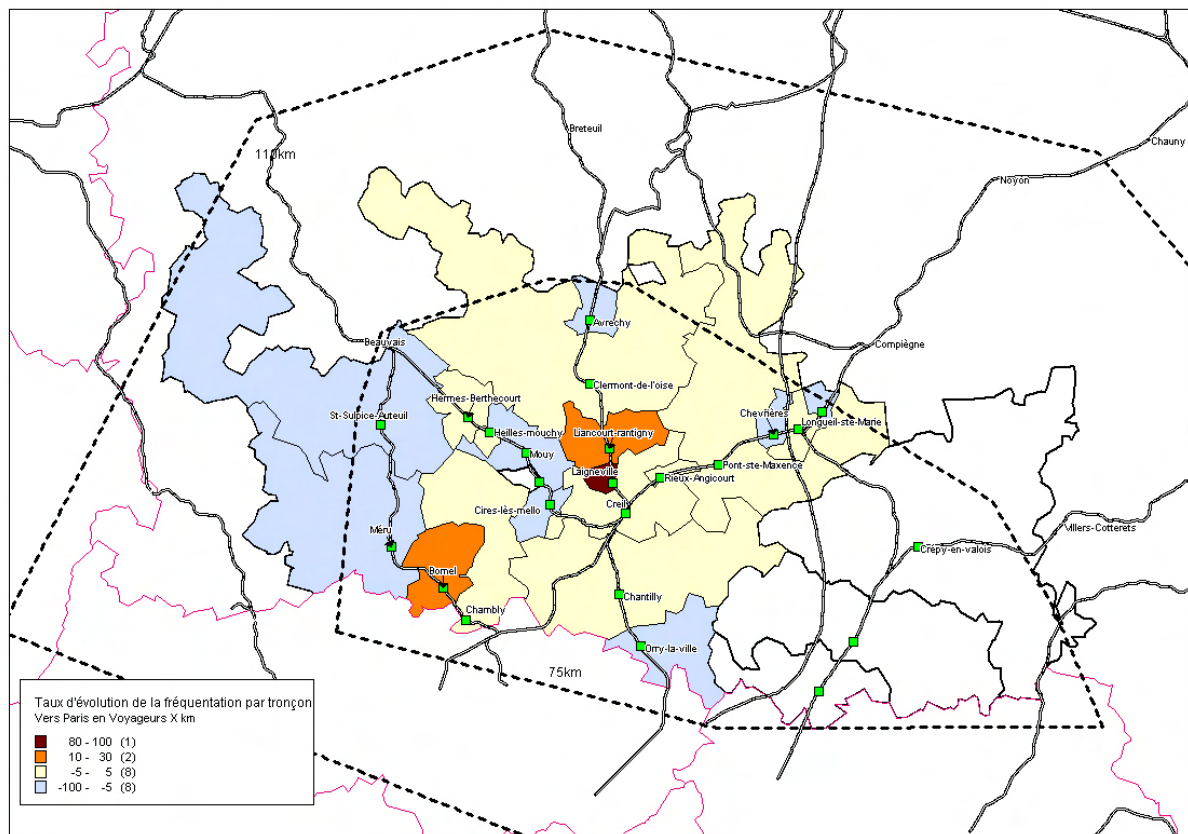 Breteuil
Chauny
110km
Noyon
Avrechy
Beauvais
Compiègne
Clermont-de-l'oise
Hermes-Berthecourt
St-Sulpice-Auteuil
Chevrières
Heilles-mouchy
Liancourt-rantigny
Longueil-ste-Marie
Mouy
Pont-ste-Maxence
Laigneville
Rieux-Angicourt
Cires-lès-mello
Creil
Villers-Cotterets
Méru
Crépy-en-valois
Bornel
Chantilly
Chambly
Orry-la-ville
75km
Taux d'évolution de la fréquentation par tronçon
Vers Paris en Voyageurs X km
80 - 100 (1)
10 - 30 (2)
-5 - 5 (8)
-100 - -5 (8)